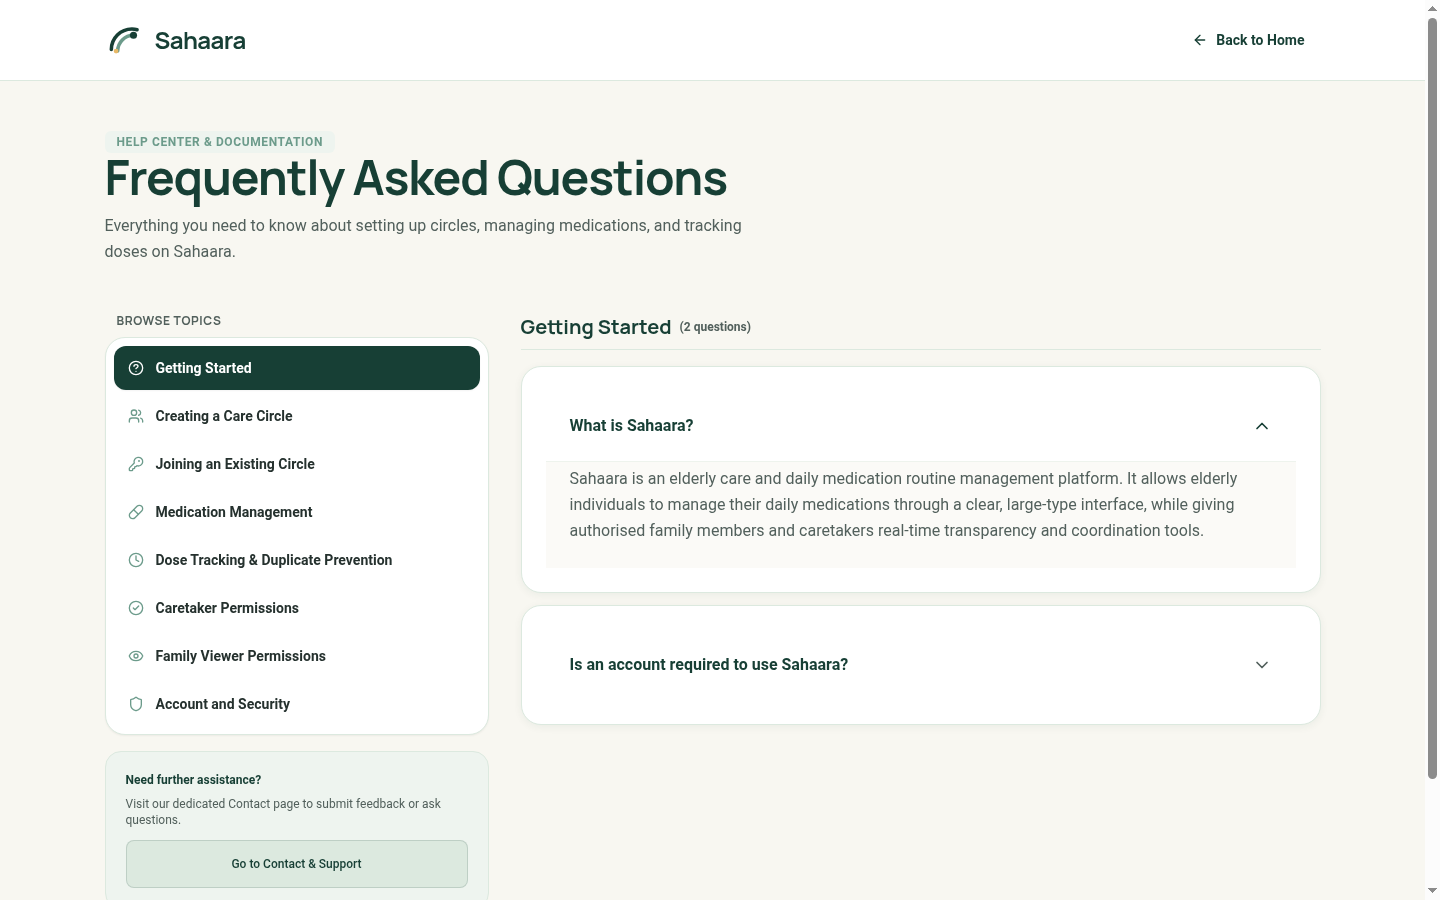 Sahaara
Back to Home
HELP CENTER & DOCUMENTATION
Frequently Asked Questions
Everything you need to know about setting up circles, managing medications, and tracking
doses on Sahaara.
BROWSE TOPICS
Getting Started
Creating a Care Circle
Joining an Existing Circle
Medication Management
Dose Tracking & Duplicate Prevention
Caretaker Permissions
Family Viewer Permissions
Account and Security
Need further assistance?
Visit our dedicated Contact page to submit feedback or ask
questions.
Go to Contact & Support
Getting Started (2 questions)
What is Sahaara?
Sahaara is an elderly care and daily medication routine management platform. It allows elderly
individuals to manage their daily medications through a clear, large-type interface, while giving
authorised family members and caretakers real-time transparency and coordination tools.
Is an account required to use Sahaara?